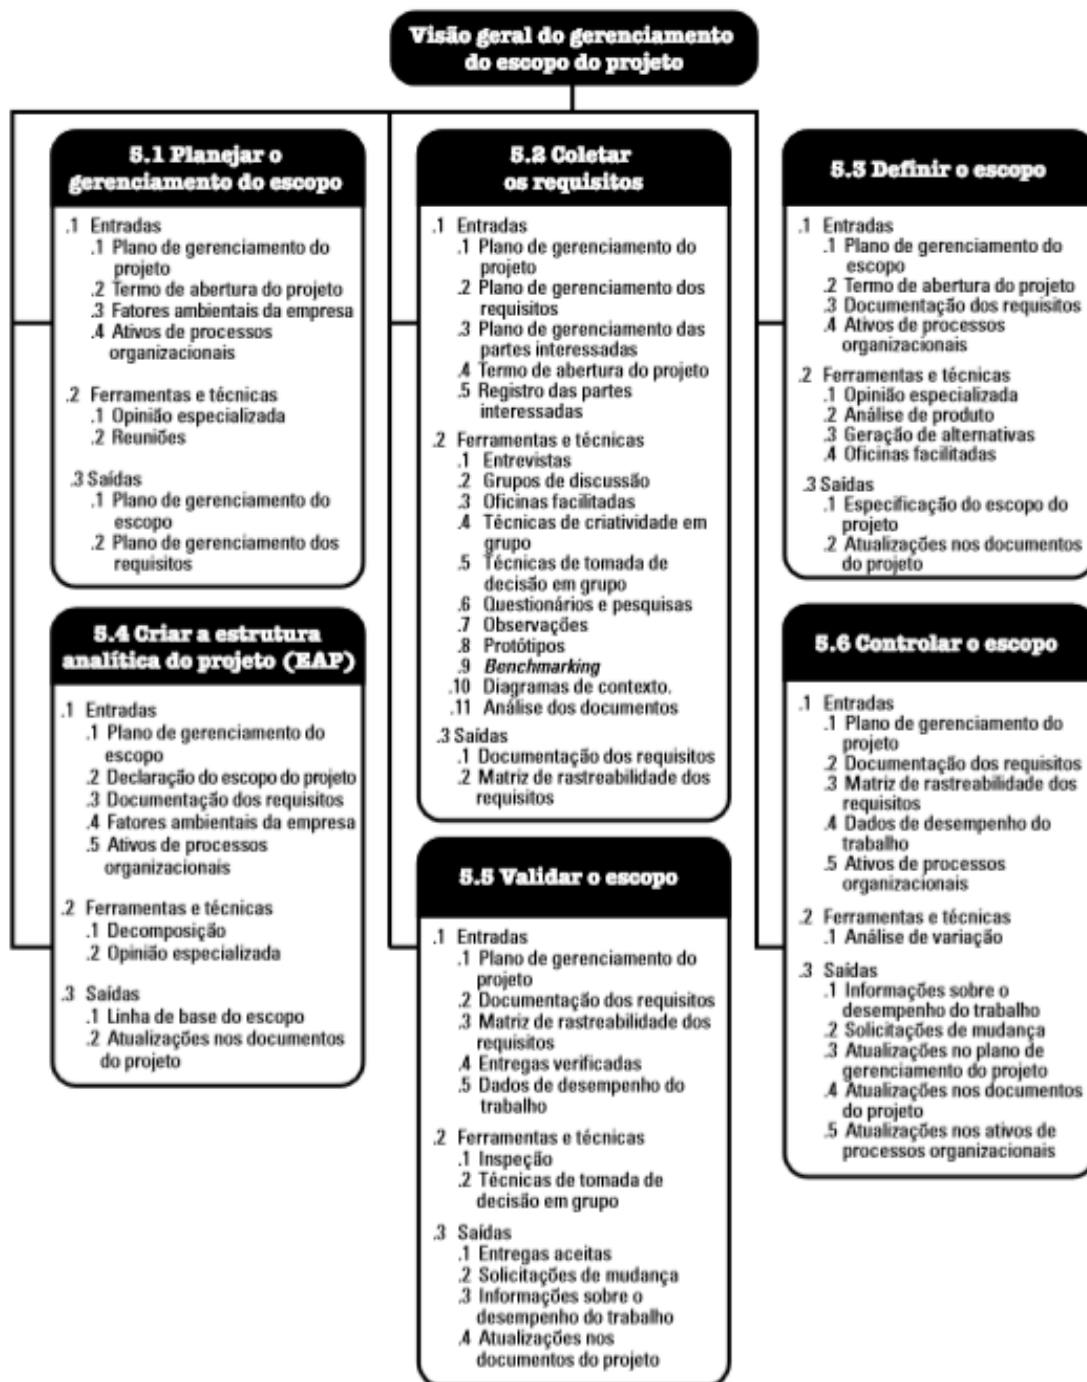 Visão geral do gerenciamento
do escopo do projeto
5.1 Planejar o
gerenciamento do escopo
.1 Entradas
.1 Plano de gerenciamento do
projeto
.2 Termo de abertura do projeto
.3 Fatores ambientais da empresa
.4 Ativos de processos
organizacionais
.2 Ferramentas e técnicas
.1 Opinião especializada
.2 Reuniões
.3 Saídas
.1 Plano de gerenciamento do
escopo
.2 Plano de gerenciamento dos
requisitos
5.2 Coletar
os requisitos
.1 Entradas
.1 Plano de gerenciamento do
projeto
.2 Plano de gerenciamento dos
requisitos
.3 Plano de gerenciamento das
partes interessadas
.4 Termo de abertura do projeto
.5 Registro das partes
interessadas
.2 Ferramentas e técnicas
.1 Entrevistas
.2 Grupos de discussão
.3 Oficinas facilitadas
.4 Técnicas de criatividade em
grupo
.5 Técnicas de tomada de
decisão em grupo
.6 Questionários e pesquisas
.7 Observações
.8 Protótipos
.9 Benchmarking
.10 Diagramas de contexto.
.11 Análise dos documentos
.3 Saídas
.1 Documentação dos requisitos
.2 Matriz de rastreabilidade dos
requisitos
5.3 Definir o escopo
.1 Entradas
.1 Plano de gerenciamento do
escopo
.2 Termo de abertura do projeto
.3 Documentação dos requisitos
.4 Ativos de processos
organizacionais
.2 Ferramentas e técnicas
.1 Opinião especializada
.2 Análise de produto
.3 Geração de alternativas
.4 Oficinas facilitadas
.3 Saídas
.1 Especificação do escopo do
projeto
.2 Atualizações nos documentos
do projeto
5.4 Criar a estrutura
analítica do projeto (EAP)
.1 Entradas
.1 Plano de gerenciamento do
escopo
.2 Declaração do escopo do projeto
.3 Documentação dos requisitos
.4 Fatores ambientais da empresa
.5 Ativos de processos
organizacionais
.2 Ferramentas e técnicas
.1 Decomposição
.2 Opinião especializada
.3 Saídas
.1 Linha de base do escopo
.2 Atualizações nos documentos
do projeto
5.5 Validar o escopo
.1 Entradas
.1 Plano de gerenciamento do
projeto
.2 Documentação dos requisitos
.3 Matriz de rastreabilidade dos
requisitos
.4 Entregas verificadas
.5 Dados de desempenho do
trabalho
.2 Ferramentas e técnicas
.1 Inspeção
.2 Técnicas de tomada de
decisão em grupo
.3 Saídas
.1 Entregas aceitas
.2 Solicitações de mudança
.3 Informações sobre o
desempenho do trabalho
.4 Atualizações nos
documentos do projeto
5.6 Controlar o escopo
.1 Entradas
.1 Plano de gerenciamento do
projeto
.2 Documentação dos requisitos
.3 Matriz de rastreabilidade dos
requisitos
.4 Dados de desempenho do
trabalho
.5 Ativos de processos
organizacionais
.2 Ferramentas e técnicas
.1 Análise de variação
.3 Saídas
.1 Informações sobre o
desempenho do trabalho
.2 Solicitações de mudança
.3 Atualizações no plano de
gerenciamento do projeto
.4 Atualizações nos documentos
do projeto
.5 Atualizações nos ativos de
processos organizacionais